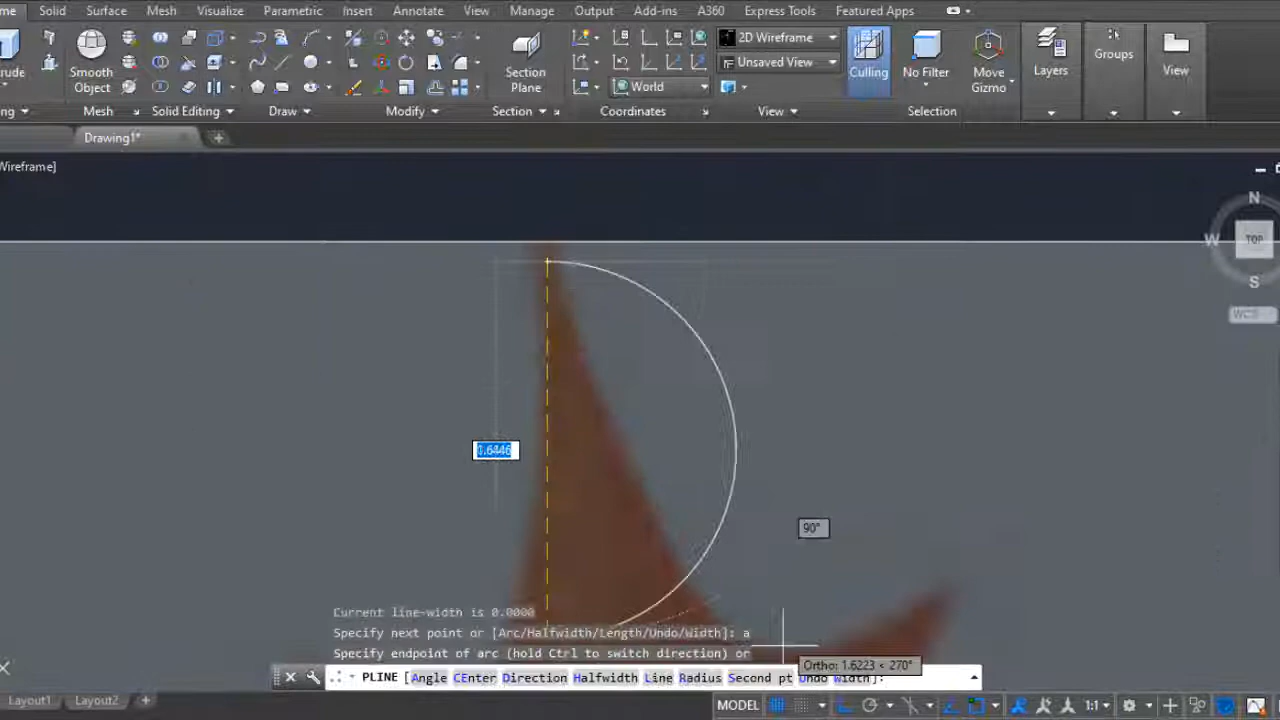 Solid Mesh Visualize Parametric Insert Annotate View Manage Output Add-ins A360 Express Tools Featured Apps
2D Wireframe
Smooth Object
Section Plane
Unsaved View
Culling
No Filter
Move Gizmo
Layers
Groups
View
World
Mesh Solid Editing Draw Modify Section Coordinates View Selection
Drawing1*
Wireframe]
N
W
TOP
S
WCS
0.6446
90°
Current line-width is 0.0000
Specify next point or [Arc/Halfwidth/Length/Undo/Width]: a
Specify endpoint of arc (hold Ctrl to switch direction) or
Ortho: 1.6223 < 270°
PLINE [Angle CEnter Direction Halfwidth Line Radius Second pt Undo Width]:
Layout1 Layout2 +
MODEL
1:1